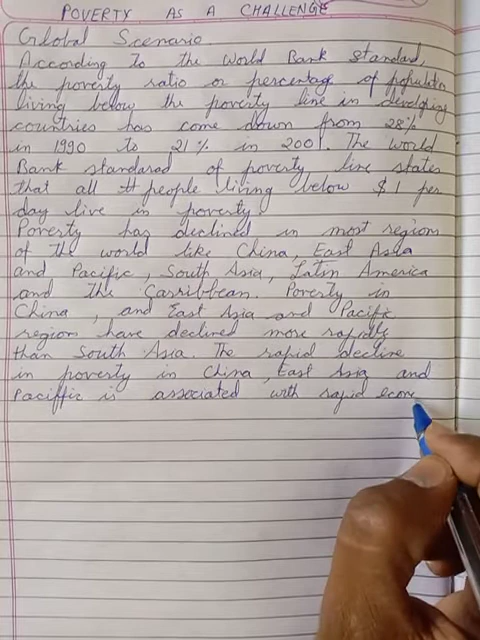 POVERTY AS A CHALLENGE
Global Scenario
According to the World Bank standard,
the poverty ratio or percentage of population
living below the poverty line in developing
countries has come down from 28%
in 1990 to 21% in 2001. The World
Bank standarad of poverty line states
that all people living below $1 per
day live in poverty.
Poverty has declined in most region
of the world like China, East Asia
and Pacific, South Asia, Latin America
and the Carribbean. Poverty in
China, and East Asia and Pacific
region have declined more rapidly
than South Asia. The rapid decline
in poverty in China, East Asia and
Paciffic is associated with rapid econo